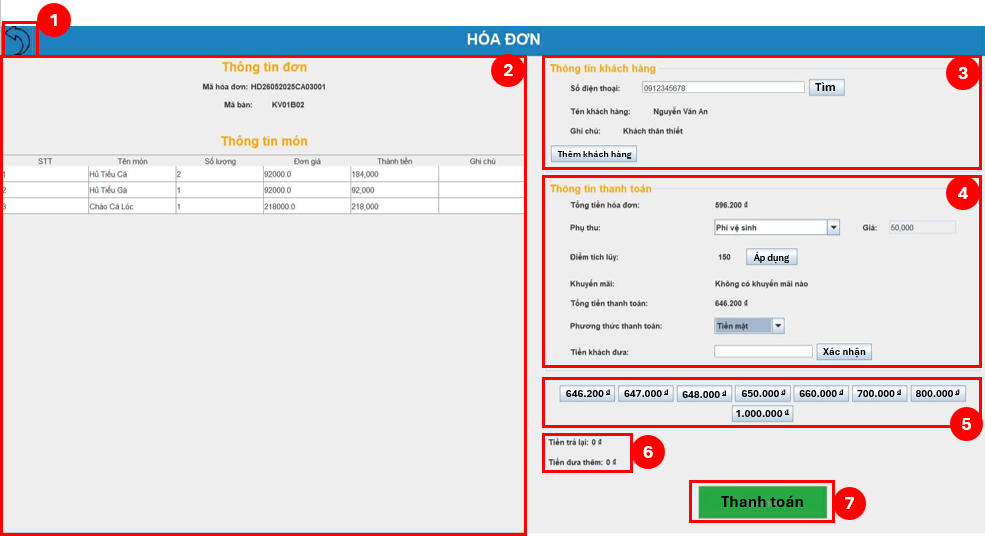 1
HÓA ĐƠN
2
Thông tin đơn
Mã hóa đơn: HD26052025CA03001
Mã bàn: KV01B02
Thông tin món
STT Tên món Số lượng Đơn giá Thành tiền Ghi chú
1 Hủ Tiếu Cá 2 92000.0 184,000
2 Hủ Tiếu Gà 1 92000.0 92,000
3 Cháo Cá Lóc 1 218000.0 218,000
3
Thông tin khách hàng
Số điện thoại: 0912345678 Tìm
Tên khách hàng: Nguyễn Văn An
Ghi chú: Khách thân thiết
Thêm khách hàng
4
Thông tin thanh toán
Tổng tiền hóa đơn: 596.200 ₫
Phụ thu: Phí vệ sinh Giá: 50,000
Điểm tích lũy: 150 Áp dụng
Khuyến mãi: Không có khuyến mãi nào
Tổng tiền thanh toán: 646.200 ₫
Phương thức thanh toán: Tiền mặt
Tiền khách đưa: Xác nhận
646.200 ₫ 647.000 ₫ 648.000 ₫ 650.000 ₫ 660.000 ₫ 700.000 ₫ 800.000 ₫
1.000.000 ₫
5
Tiền trả lại: 0 ₫
Tiền đưa thêm: 0 ₫
6
Thanh toán
7